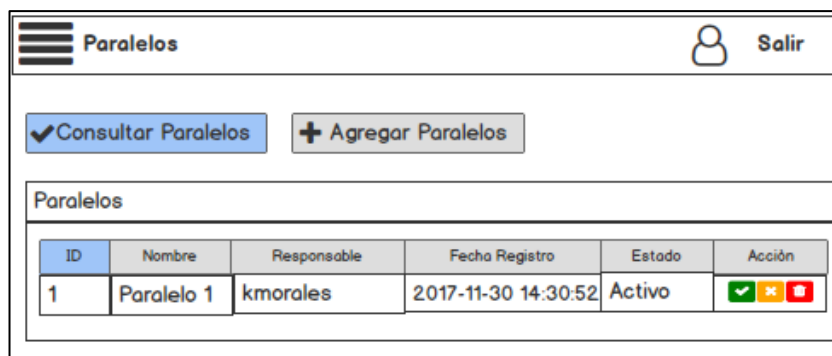 Paralelos Salir
Consultar Paralelos Agregar Paralelos
Paralelos
ID Nombre Responsable Fecha Registro Estado Acción
1 Paralelo 1 kmorales 2017-11-30 14:30:52 Activo